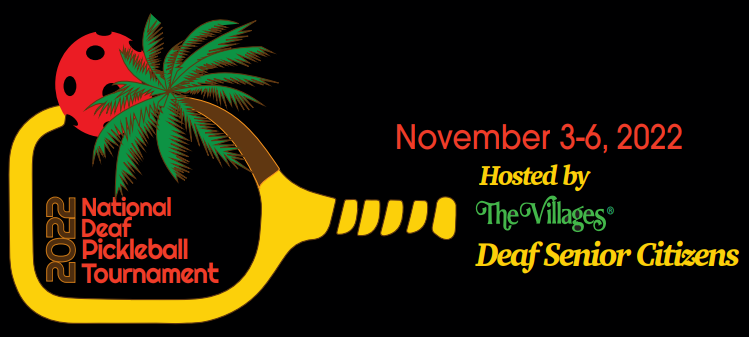 2022
National
Deaf
Pickleball
Tournament
November 3-6, 2022
Hosted by
The Villages®
Deaf Senior Citizens